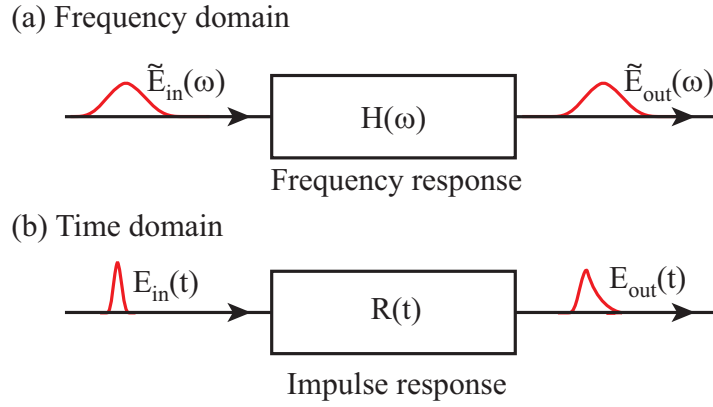 (a) Frequency domain
Ẽin(ω)
H(ω)
Ẽout(ω)
Frequency response
(b) Time domain
Ein(t)
R(t)
Eout(t)
Impulse response